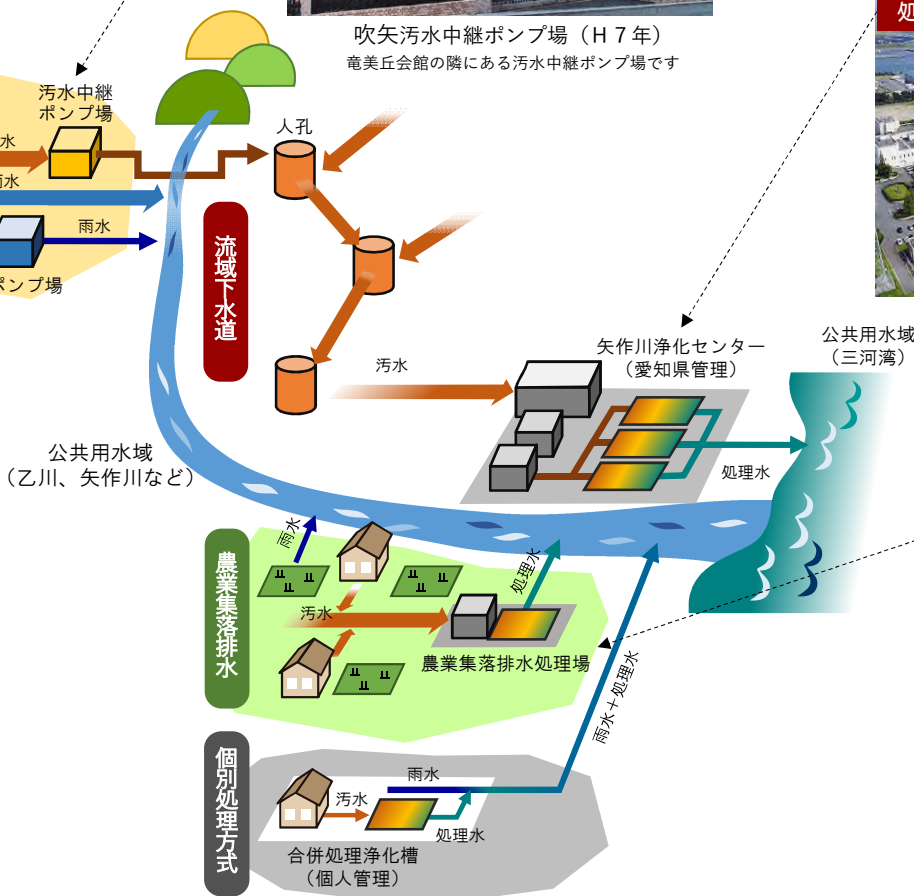 処
吹矢汚水中継ポンプ場（H７年）
竜美丘会館の隣にある汚水中継ポンプ場です
汚水中継
ポンプ場
水
雨水
雨水
ポンプ場
人孔
流域下水道
汚水
矢作川浄化センター
（愛知県管理）
公共用水域
（三河湾）
処理水
公共用水域
（乙川、矢作川など）
農業集落排水
雨水
汚水
処理水
農業集落排水処理場
雨水＋処理水
個別処理方式
雨水
汚水
処理水
合併処理浄化槽
（個人管理）